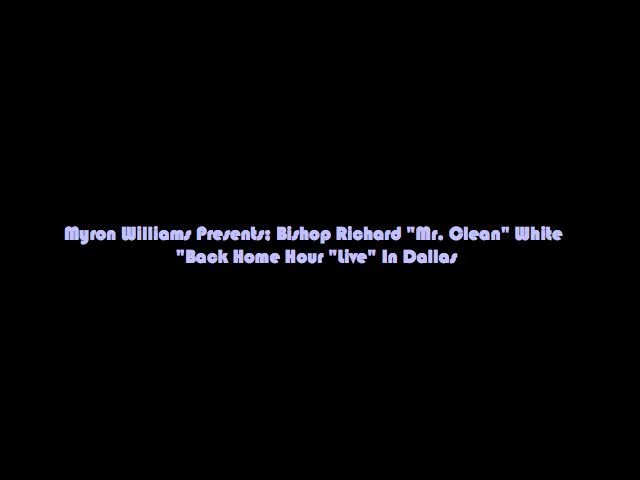 Myron Williams Presents: Bishop Richard "Mr. Clean" White
"Back Home Hour "Live" In Dallas